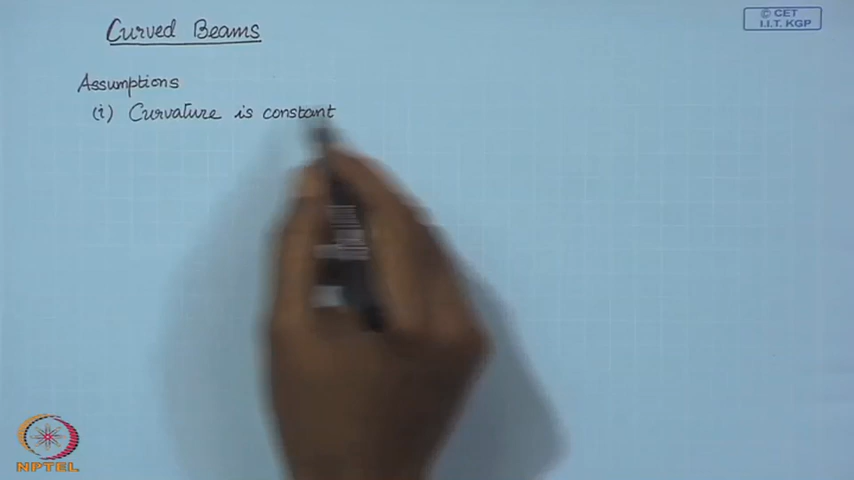 Curved Beams
© CET
I.I.T. KGP
Assumptions
(i) Curvature is constant
NPTEL